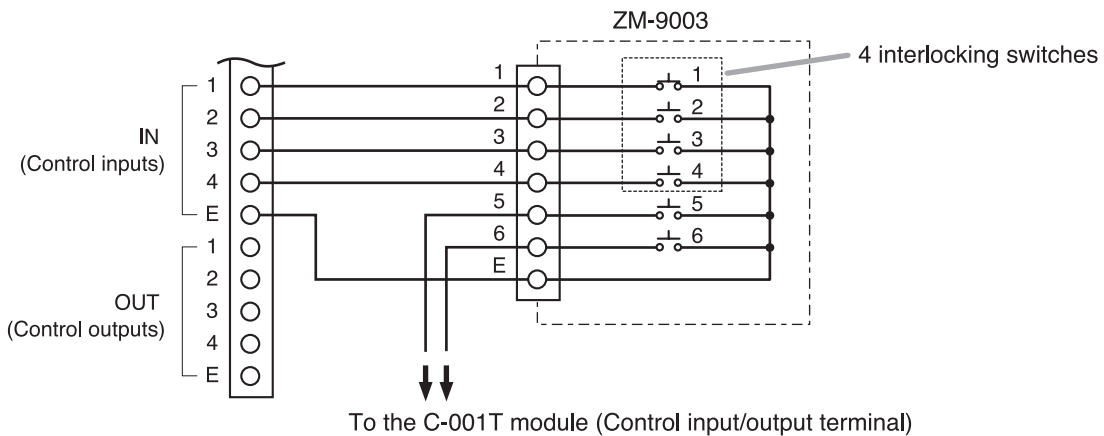 ZM-9003
4 interlocking switches
1
2
3
4
E
IN
(Control inputs)
1
2
3
4
E
OUT
(Control outputs)
1
2
3
4
5
6
E
1
2
3
4
5
6
To the C-001T module (Control input/output terminal)